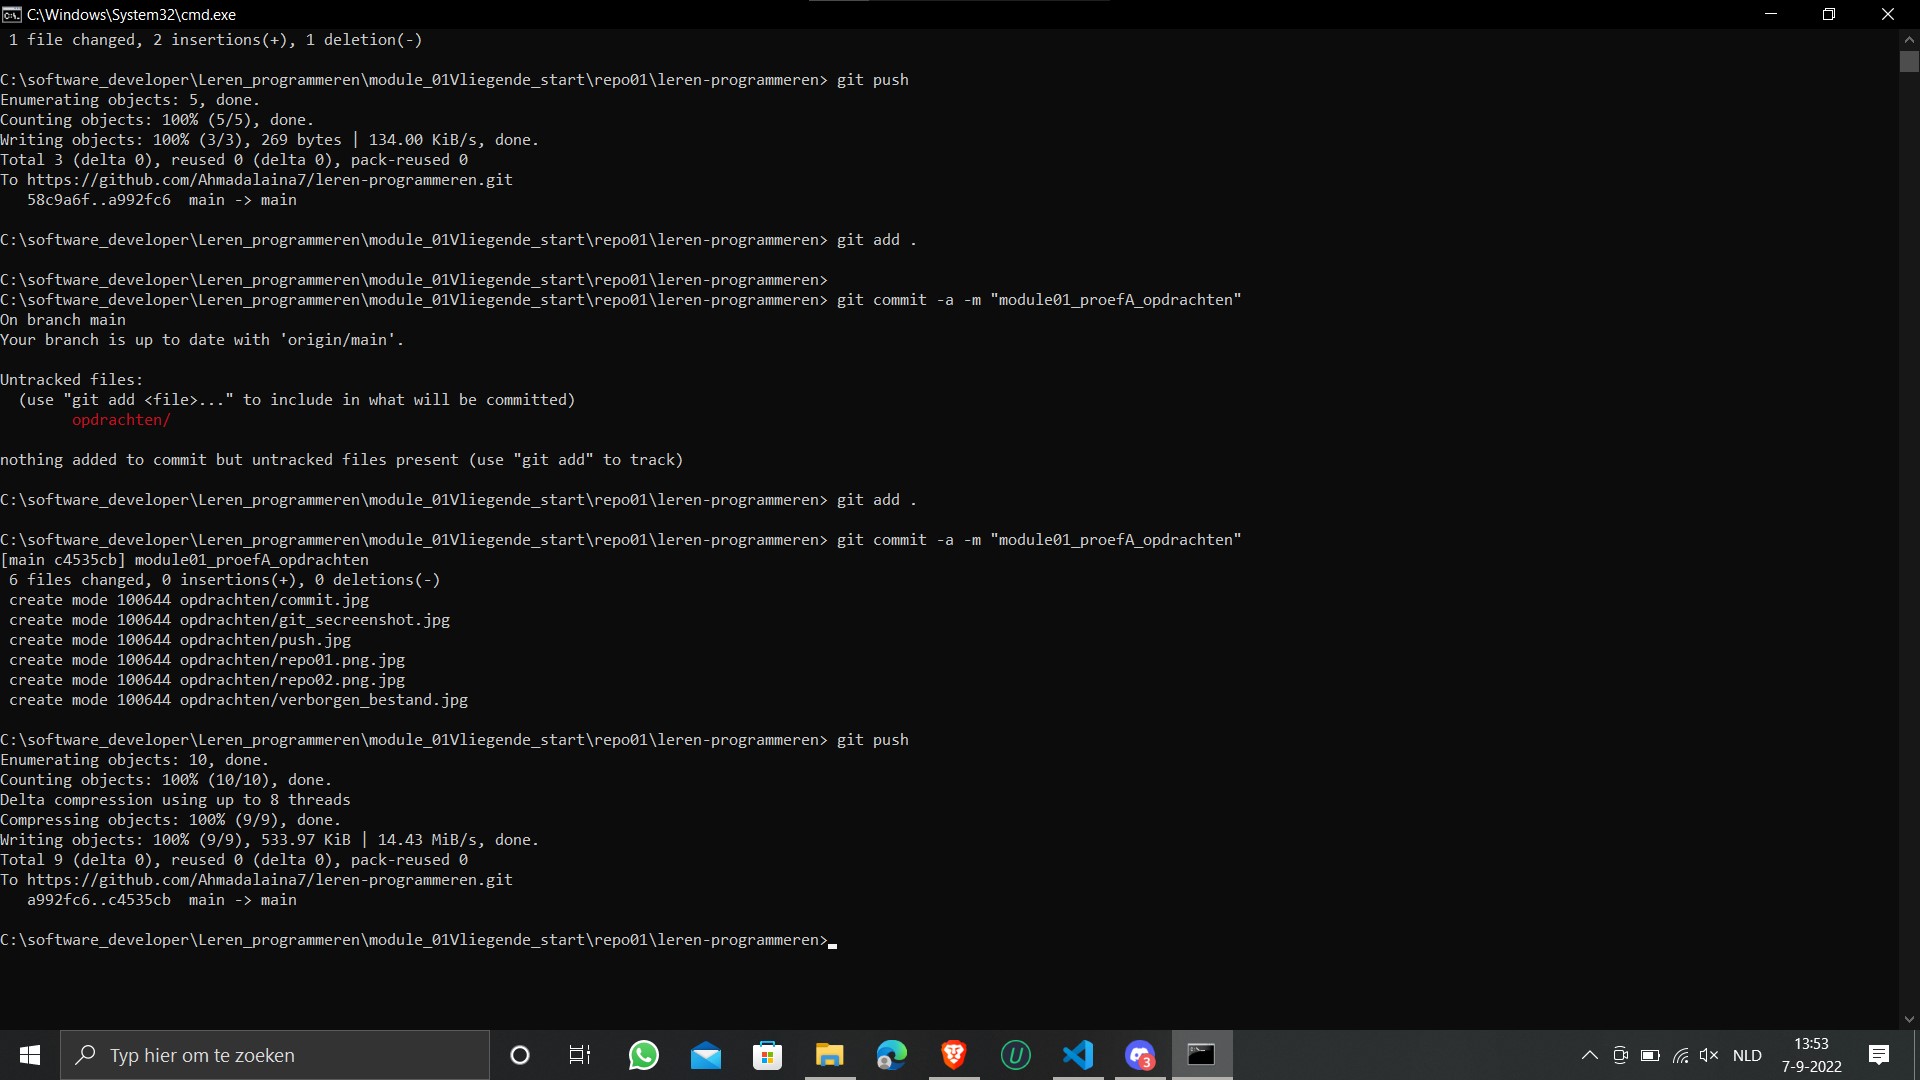 C:\Windows\System32\cmd.exe
1 file changed, 2 insertions(+), 1 deletion(-)
C:\software_developer\Leren_programmeren\module_01Vliegende_start\repo01\leren-programmeren> git push
Enumerating objects: 5, done.
Counting objects: 100% (5/5), done.
Writing objects: 100% (3/3), 269 bytes | 134.00 KiB/s, done.
Total 3 (delta 0), reused 0 (delta 0), pack-reused 0
To https://github.com/Ahmadalaina7/leren-programmeren.git
58c9a6f..a992fc6  main -> main
C:\software_developer\Leren_programmeren\module_01Vliegende_start\repo01\leren-programmeren> git add .
C:\software_developer\Leren_programmeren\module_01Vliegende_start\repo01\leren-programmeren>
C:\software_developer\Leren_programmeren\module_01Vliegende_start\repo01\leren-programmeren> git commit -a -m "module01_proefA_opdrachten"
On branch main
Your branch is up to date with 'origin/main'.
Untracked files:
(use "git add <file>..." to include in what will be committed)
opdrachten/
nothing added to commit but untracked files present (use "git add" to track)
C:\software_developer\Leren_programmeren\module_01Vliegende_start\repo01\leren-programmeren> git add .
C:\software_developer\Leren_programmeren\module_01Vliegende_start\repo01\leren-programmeren> git commit -a -m "module01_proefA_opdrachten"
[main c4535cb] module01_proefA_opdrachten
6 files changed, 0 insertions(+), 0 deletions(-)
create mode 100644 opdrachten/commit.jpg
create mode 100644 opdrachten/git_secreenshot.jpg
create mode 100644 opdrachten/push.jpg
create mode 100644 opdrachten/repo01.png.jpg
create mode 100644 opdrachten/repo02.png.jpg
create mode 100644 opdrachten/verborgen_bestand.jpg
C:\software_developer\Leren_programmeren\module_01Vliegende_start\repo01\leren-programmeren> git push
Enumerating objects: 10, done.
Counting objects: 100% (10/10), done.
Delta compression using up to 8 threads
Compressing objects: 100% (9/9), done.
Writing objects: 100% (9/9), 533.97 KiB | 14.43 MiB/s, done.
Total 9 (delta 0), reused 0 (delta 0), pack-reused 0
To https://github.com/Ahmadalaina7/leren-programmeren.git
a992fc6..c4535cb  main -> main
C:\software_developer\Leren_programmeren\module_01Vliegende_start\repo01\leren-programmeren>
Typ hier om te zoeken
3
NLD
13:53
7-9-2022